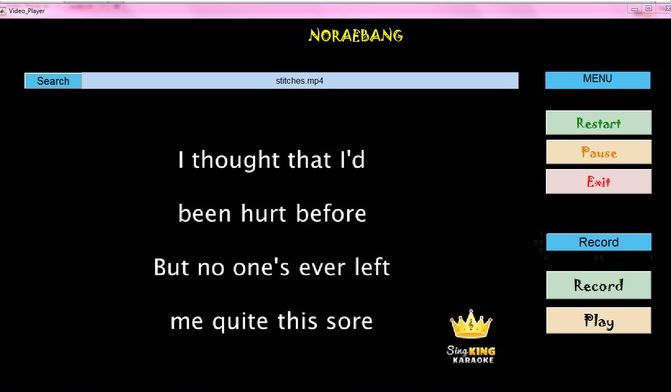 Video_Player
NORAEBANG
Search
stitches.mp4
MENU
Restart
Pause
Exit
I thought that I'd
been hurt before
But no one's ever left
me quite this sore
Record
Record
Play
Sing KING
KARAOKE